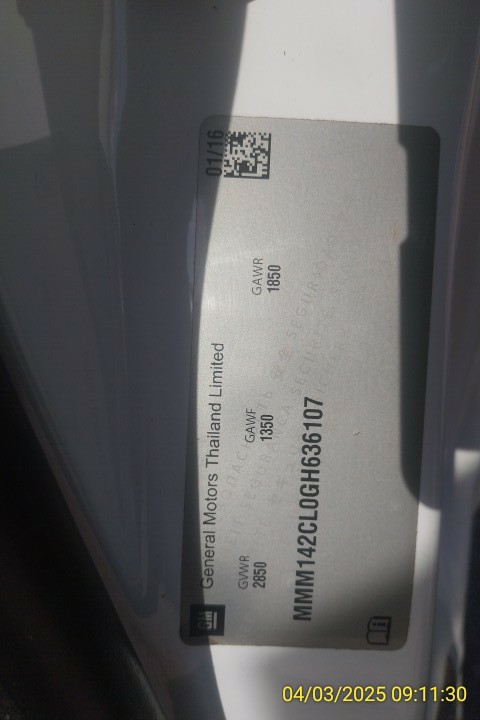 GM General Motors Thailand Limited 01/16
GVWR GAWF GAWR
2850 1350 1850
MMM142CL0GH636107
04/03/2025 09:11:30